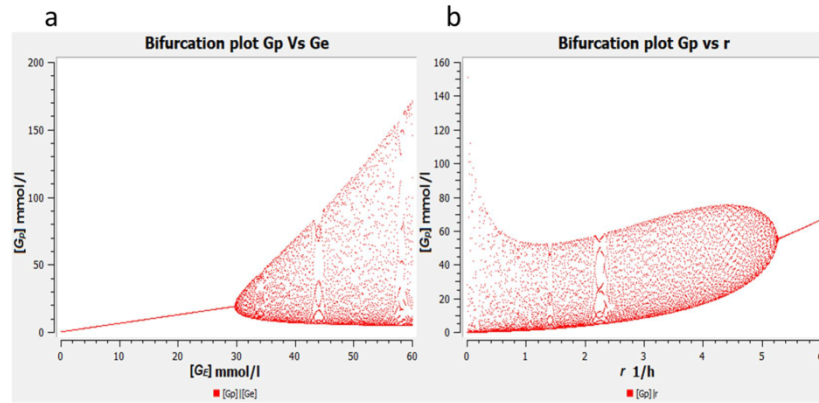 a
b
Bifurcation plot Gp Vs Ge
200
150
100
50
0
[Gp] mmol/l
0
10
20
30
40
50
60
[GE] mmol/l
[Gp]|[Ge]
Bifurcation plot Gp vs r
160
140
120
100
80
60
40
20
0
[Gp] mmol/l
0
1
2
3
4
5
6
r 1/h
[Gp]|r